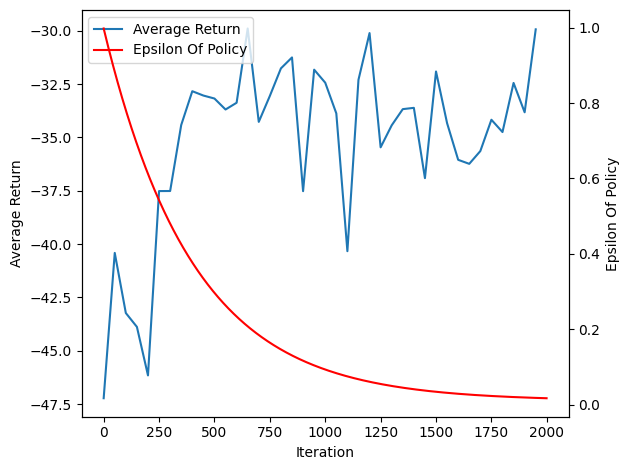 Average Return
Epsilon Of Policy
−30.0
−32.5
−35.0
−37.5
−40.0
−42.5
−45.0
−47.5
Average Return
1.0
0.8
0.6
0.4
0.2
0.0
Epsilon Of Policy
0 250 500 750 1000 1250 1500 1750 2000
Iteration